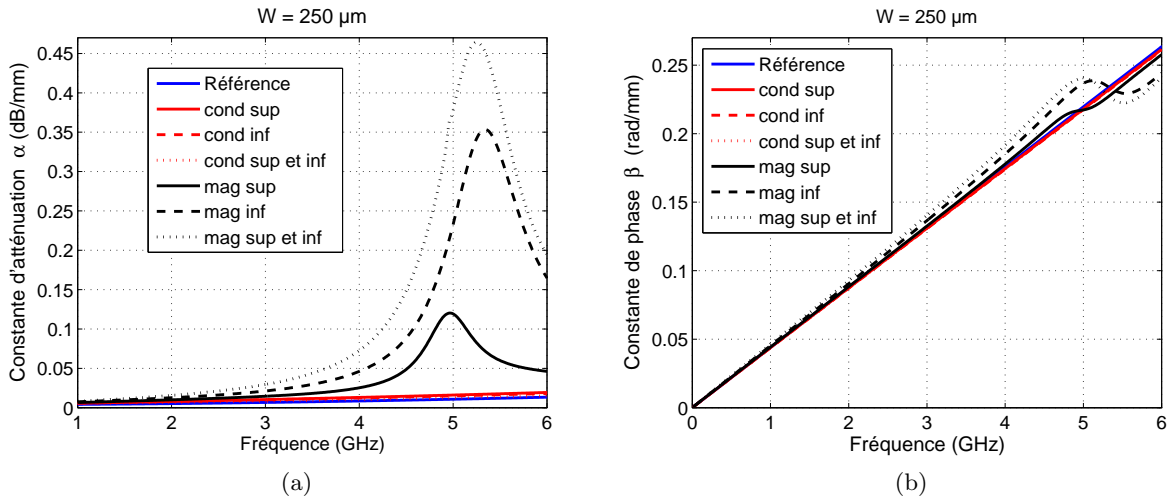 W = 250 µm
Constante d'atténuation α (dB/mm)
0.45
0.4
0.35
0.3
0.25
0.2
0.15
0.1
0.05
0
Référence
cond sup
cond inf
cond sup et inf
mag sup
mag inf
mag sup et inf
1 2 3 4 5 6
Fréquence (GHz)
(a)
W = 250 µm
Constante de phase β (rad/mm)
0.25
0.2
0.15
0.1
0.05
0
Référence
cond sup
cond inf
cond sup et inf
mag sup
mag inf
mag sup et inf
0 1 2 3 4 5 6
Fréquence (GHz)
(b)